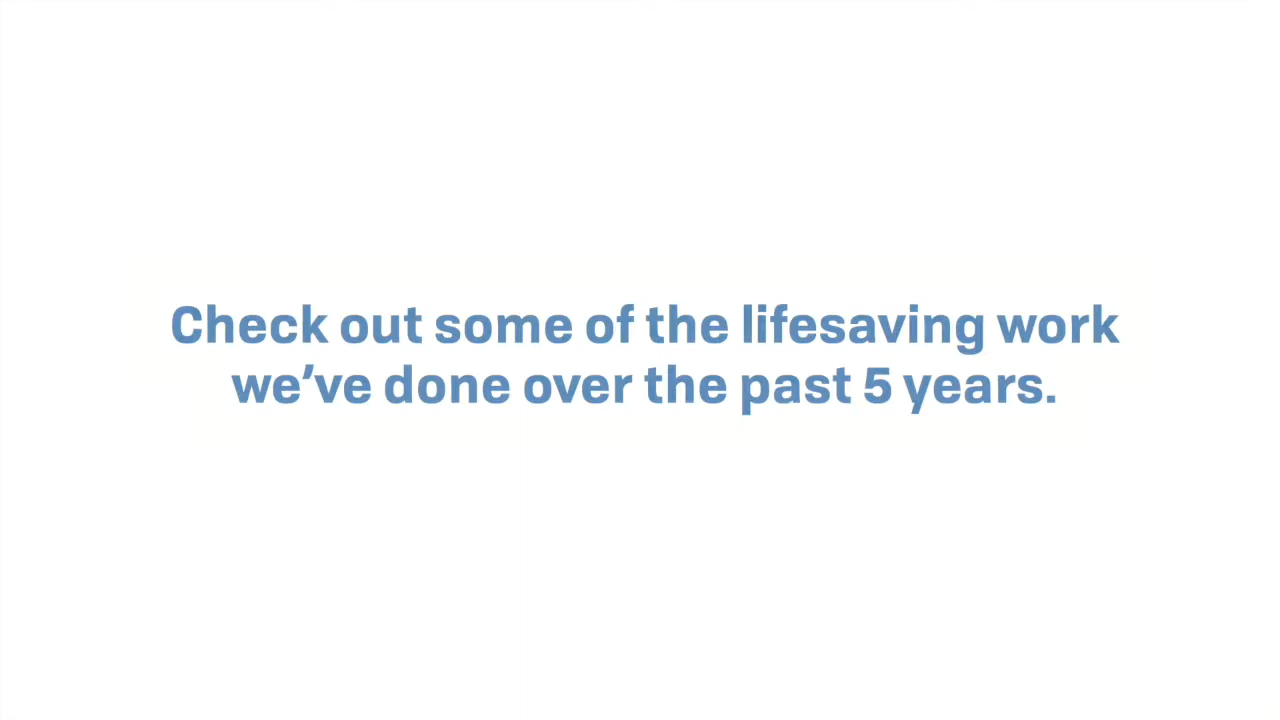 Check out some of the lifesaving work
we’ve done over the past 5 years.